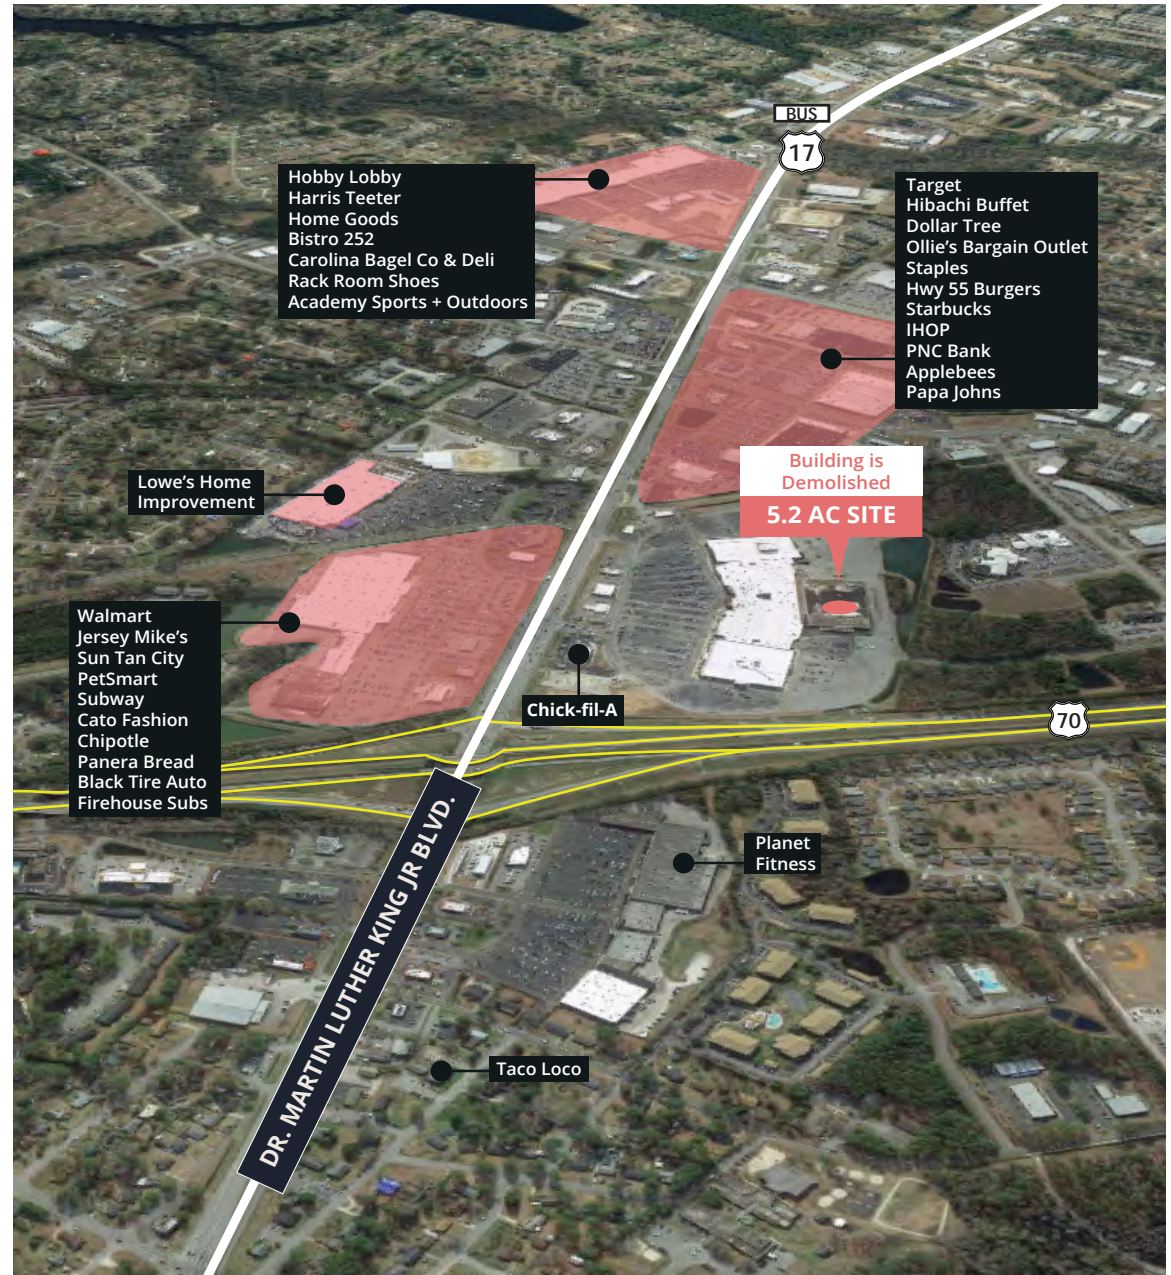 BUS
17
Hobby Lobby
Harris Teeter
Home Goods
Bistro 252
Carolina Bagel Co & Deli
Rack Room Shoes
Academy Sports + Outdoors
Target
Hibachi Buffet
Dollar Tree
Ollie's Bargain Outlet
Staples
Hwy 55 Burgers
Starbucks
IHOP
PNC Bank
Applebees
Papa Johns
Building is
Demolished
5.2 AC SITE
Lowe's Home
Improvement
Walmart
Jersey Mike's
Sun Tan City
PetSmart
Subway
Cato Fashion
Chipotle
Panera Bread
Black Tire Auto
Firehouse Subs
Chick-fil-A
70
DR. MARTIN LUTHER KING JR BLVD.
Planet
Fitness
Taco Loco